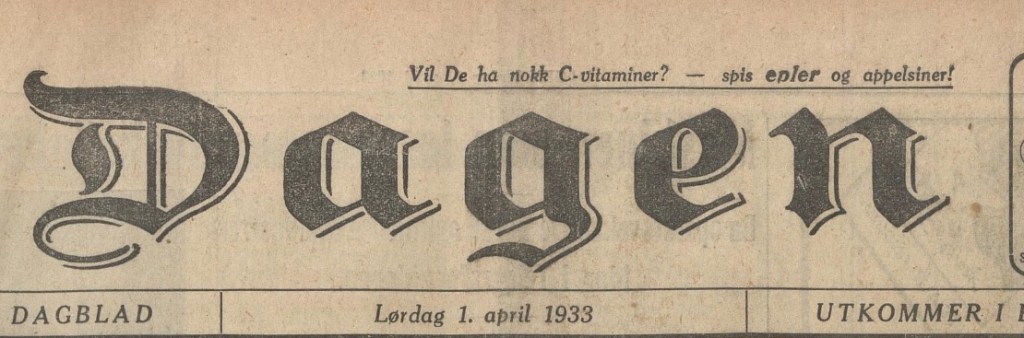 Vil De ha nokk C-vitaminer? — spis epler og appelsiner!
Dagen
DAGBLAD Lørdag 1. april 1933 UTKOMMER I